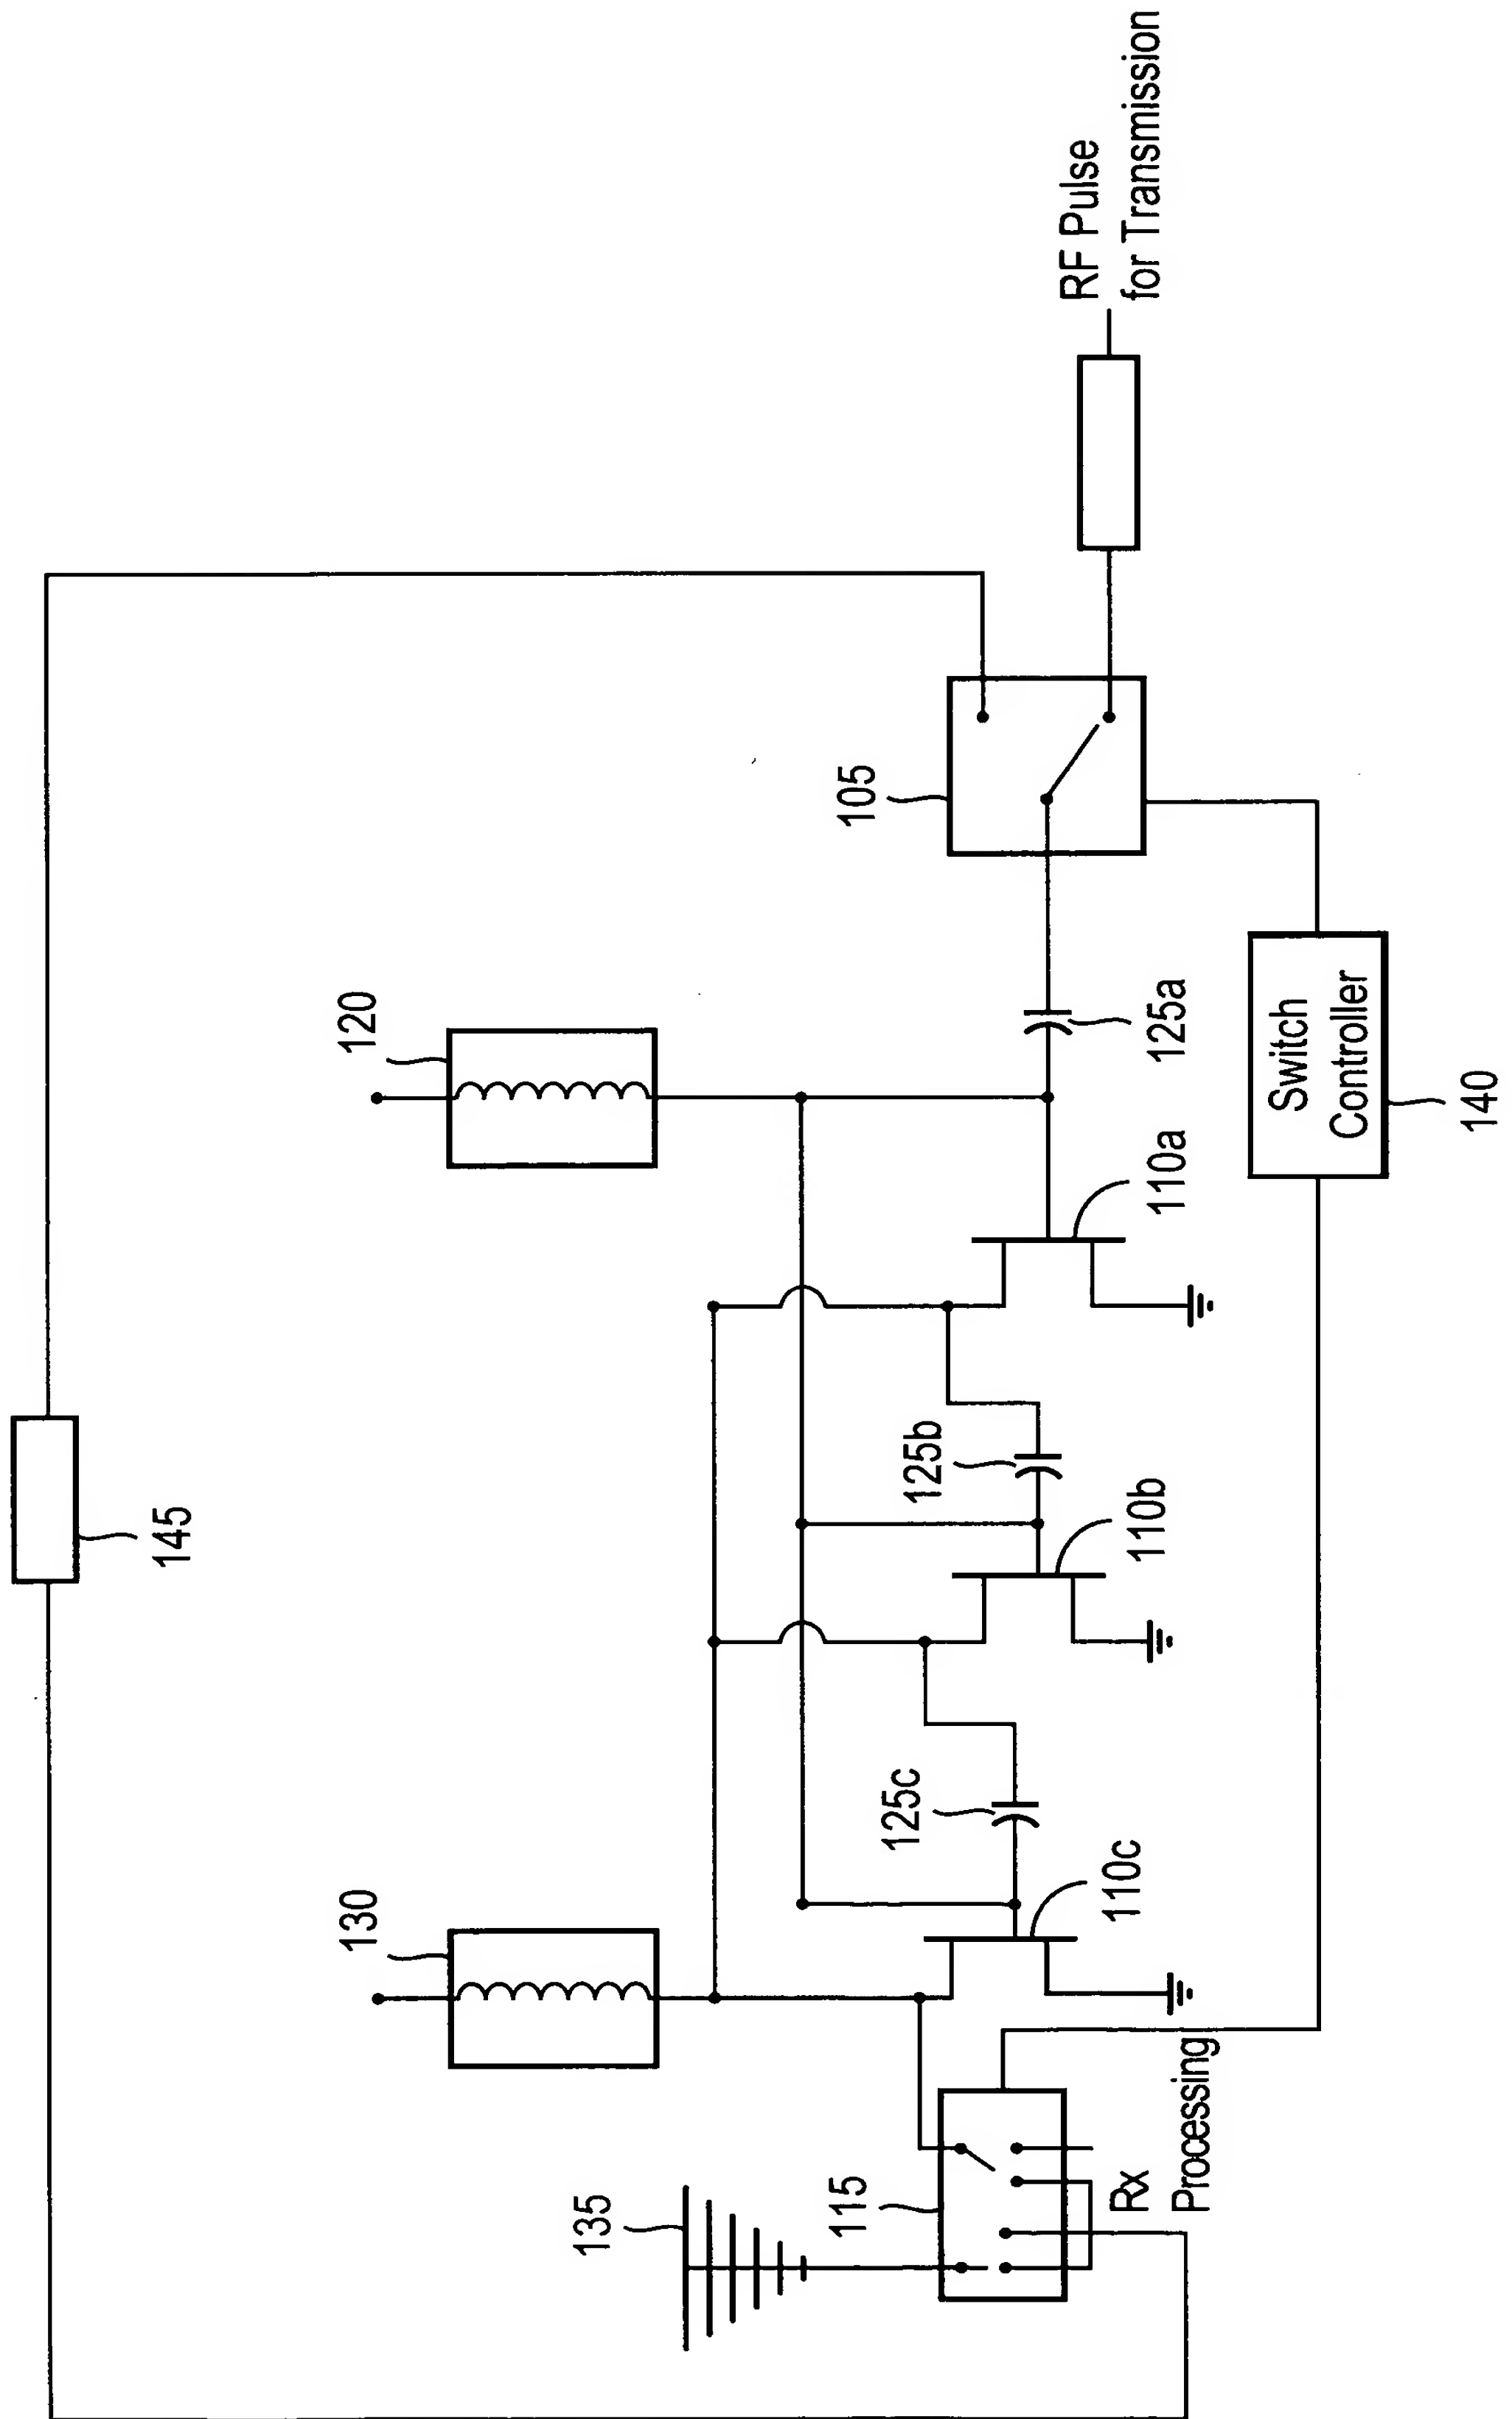 145
120
130
RF Pulse
for Transmission
105
125a
110a
125b
110b
125c
110c
135
115
Rx
Processing
Switch
Controller
140